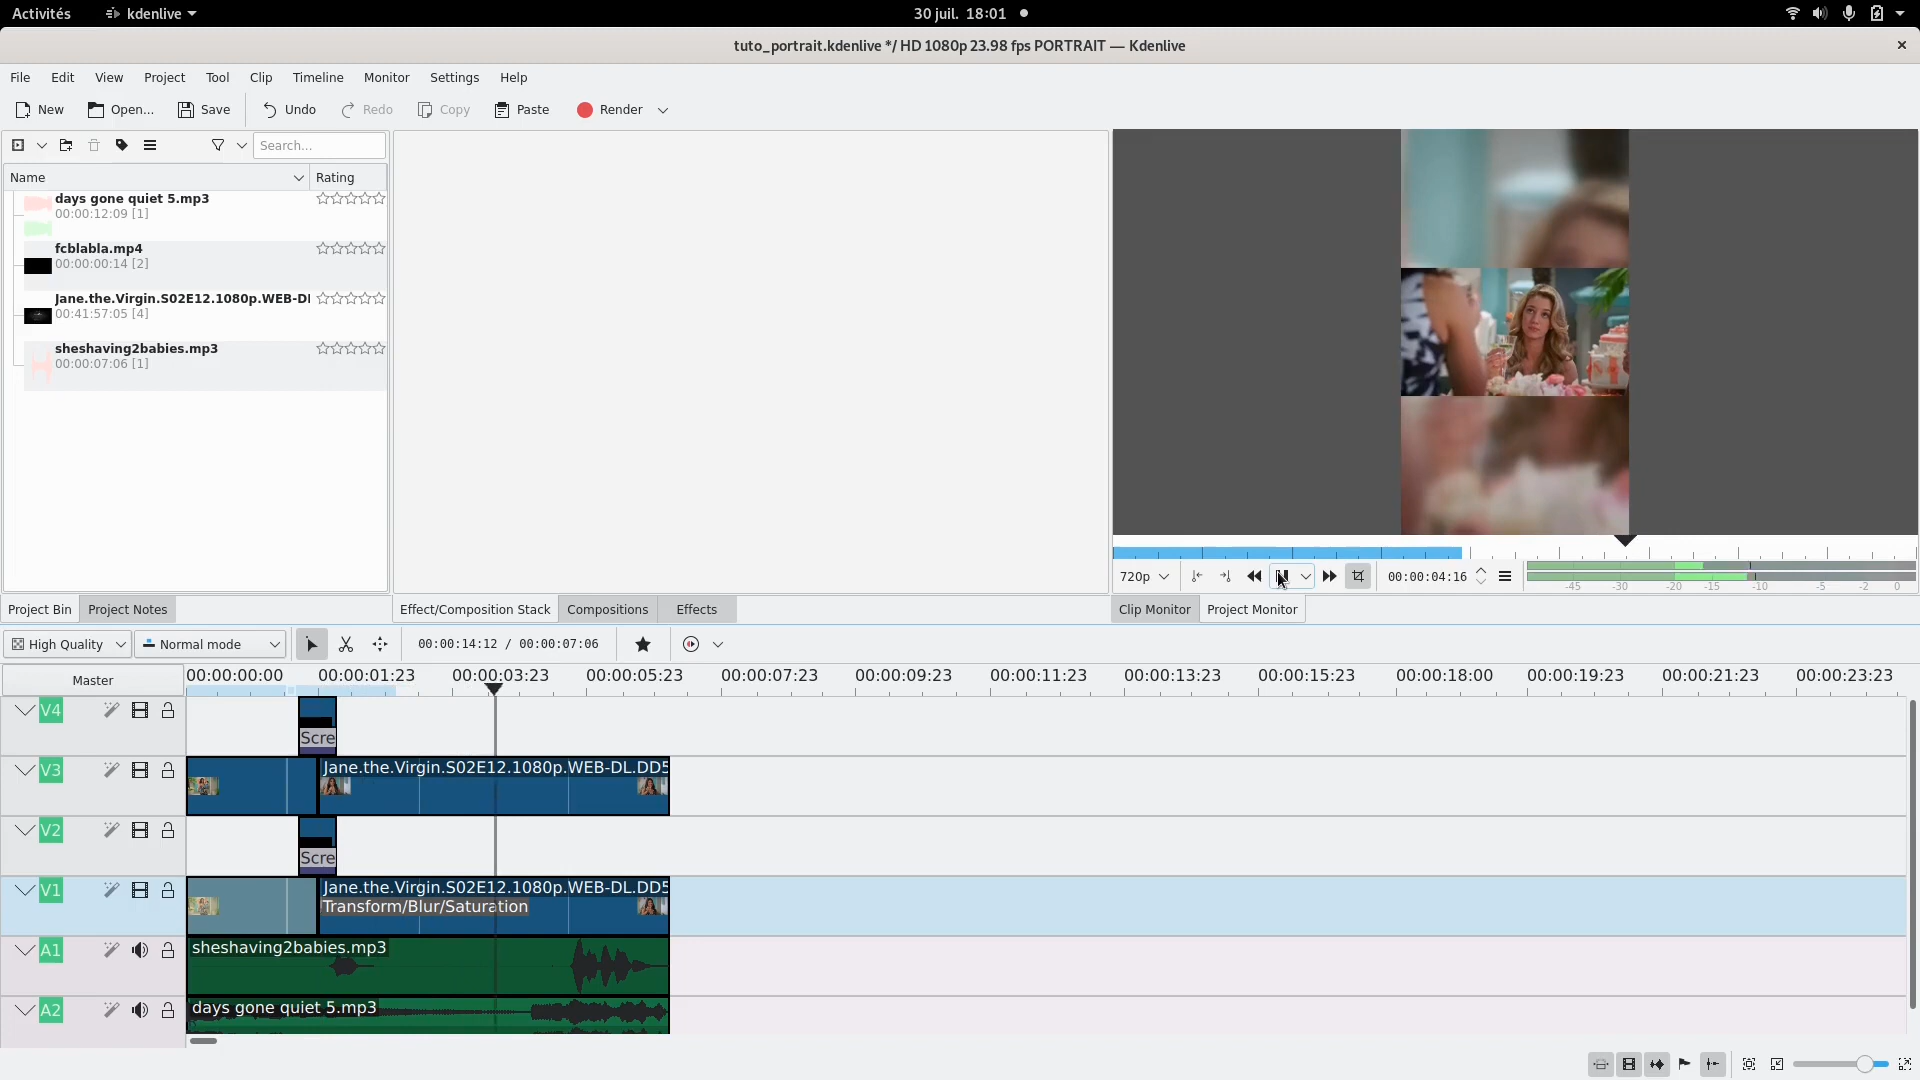 Activités kdenlive 30 juil. 18:01
tuto_portrait.kdenlive */ HD 1080p 23.98 fps PORTRAIT — Kdenlive
File Edit View Project Tool Clip Timeline Monitor Settings Help
New Open... Save Undo Redo Copy Paste Render
Search...
Name Rating
days gone quiet 5.mp3
00:00:12:09 [1]
fcblabla.mp4
00:00:00:14 [2]
Jane.the.Virgin.S02E12.1080p.WEB-DI
00:41:57:05 [4]
sheshaving2babies.mp3
00:00:07:06 [1]
720p 00:00:04:16
-45 -30 -20 -15 -10 -5 -2 0
Project Bin Project Notes Effect/Composition Stack Compositions Effects Clip Monitor Project Monitor
High Quality Normal mode 00:00:14:12 / 00:00:07:06
Master 00:00:00:00 00:00:01:23 00:00:03:23 00:00:05:23 00:00:07:23 00:00:09:23 00:00:11:23 00:00:13:23 00:00:15:23 00:00:18:00 00:00:19:23 00:00:21:23 00:00:23:23
V4
Scre
V3 Jane.the.Virgin.S02E12.1080p.WEB-DL.DD5
V2
Scre
V1 Jane.the.Virgin.S02E12.1080p.WEB-DL.DD5
Transform/Blur/Saturation
A1 sheshaving2babies.mp3
A2 days gone quiet 5.mp3